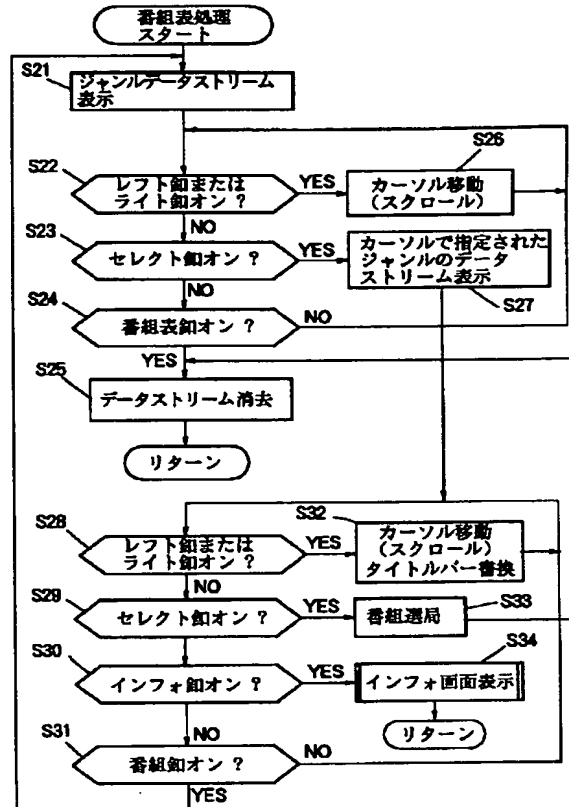 番組表処理
スタート
S21
ジャンルデータストリーム
表示
S22
レフト釦または
ライト釦オン?
YES
S26
カーソル移動
(スクロール)
NO
S23
セレクト釦オン?
YES
カーソルで指定された
ジャンルのデータ
ストリーム表示
S27
NO
S24
番組表釦オン?
NO
YES
S25
データストリーム消去
リターン
S28
レフト釦または
ライト釦オン?
YES
S32
カーソル移動
(スクロール)
タイトルバー書換
NO
S29
セレクト釦オン?
YES
番組選局
S33
S30
インフォ釦オン?
YES
インフォ画面表示
S34
リターン
NO
S31
番組釦オン?
NO
YES